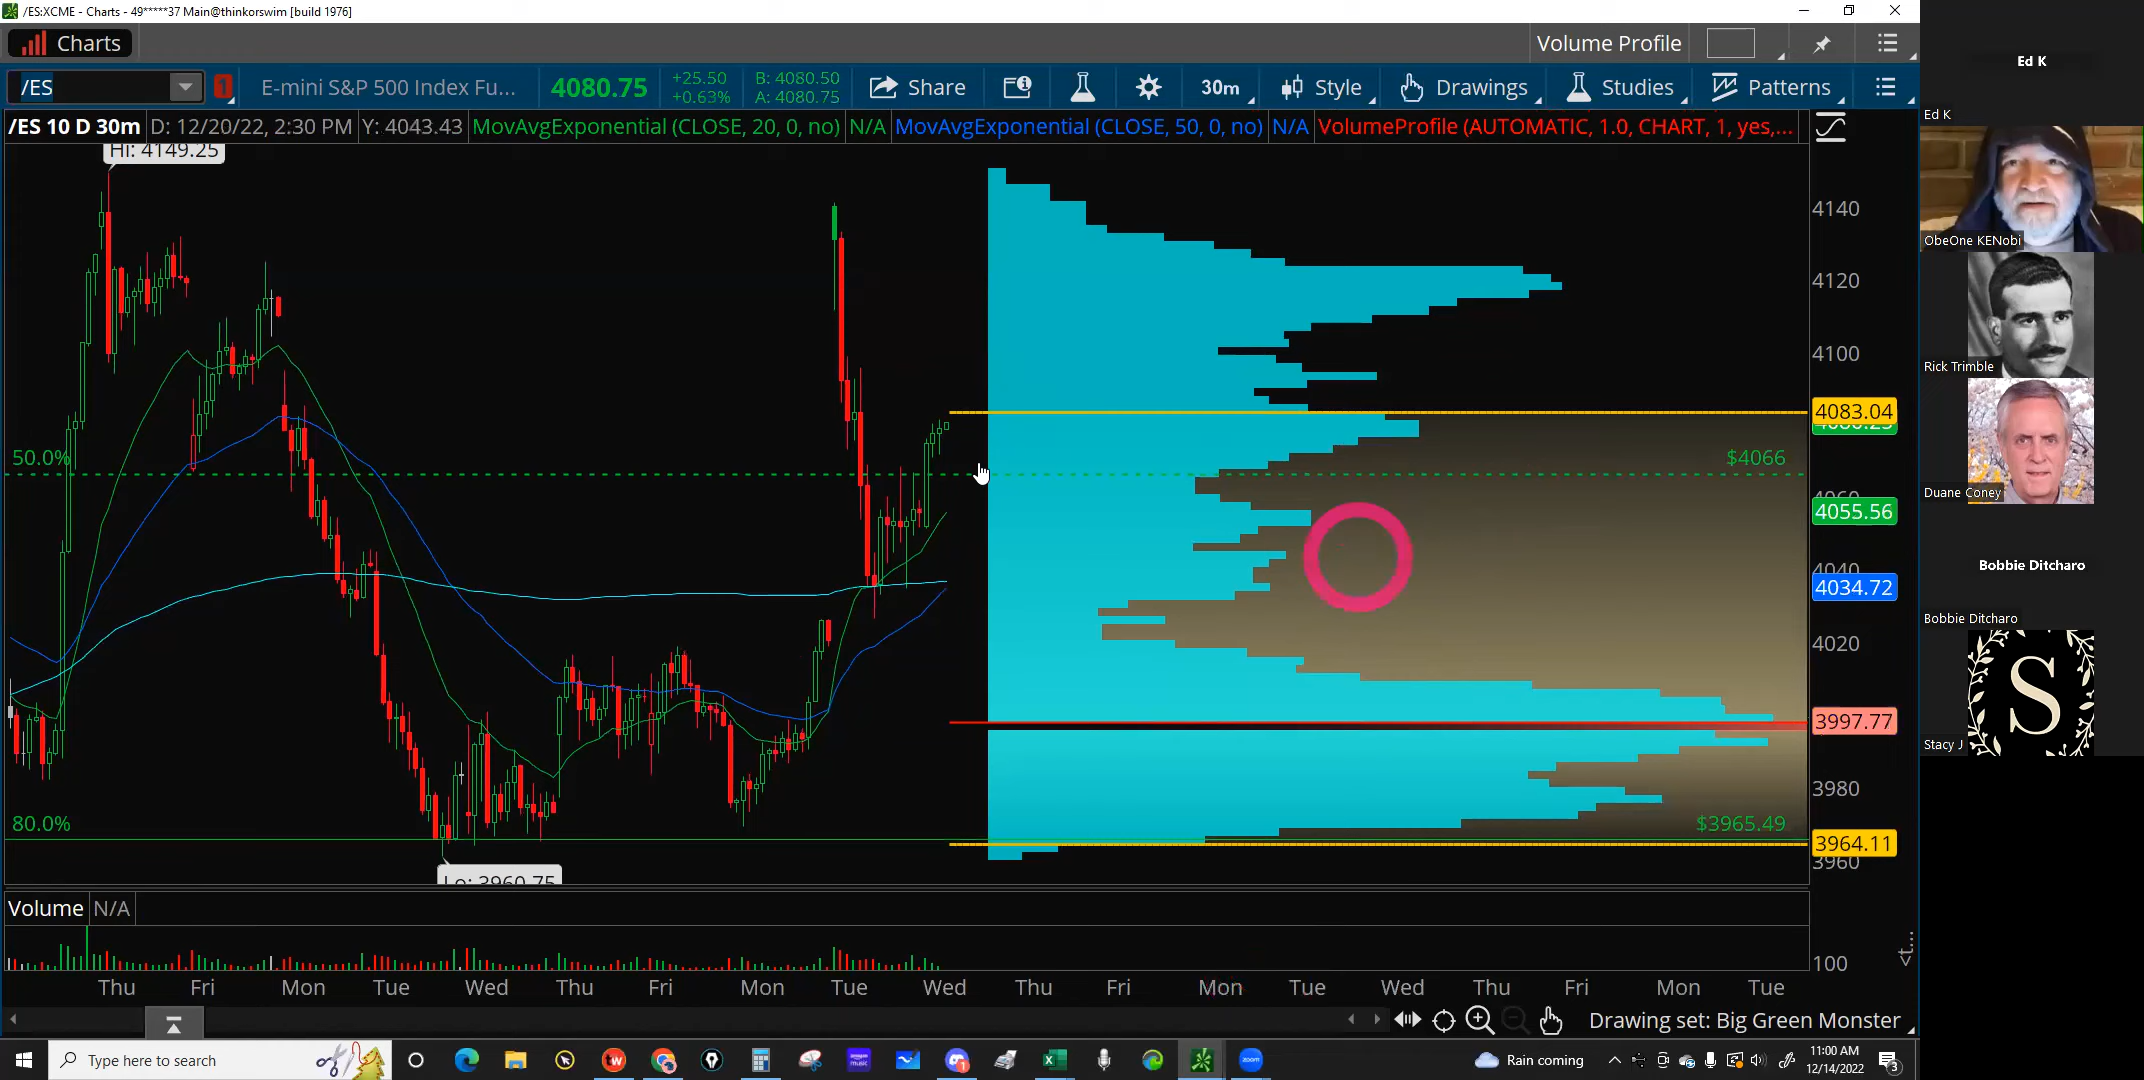 /ES:XCME - Charts - 49*****37 Main@thinkorswim [build 1976]
Charts
Volume Profile
/ES
1
E-mini S&P 500 Index Fu...
4080.75
+25.50
+0.63%
B: 4080.50
A: 4080.75
Share
30m
Style
Drawings
Studies
Patterns
/ES 10 D 30m
D: 12/20/22, 2:30 PM
Y: 4043.43
MovAvgExponential (CLOSE, 20, 0, no)
N/A
MovAvgExponential (CLOSE, 50, 0, no)
N/A
VolumeProfile (AUTOMATIC, 1.0, CHART, 1, yes,...
Hi: 4149.25
4140
4120
4100
4083.04
50.0%
$4066
4060
4055.56
4040
4034.72
4020
3997.77
3980
80.0%
$3965.49
3964.11
3960
Lo: 3960.75
Volume
N/A
100
<t...
Thu
Fri
Mon
Tue
Wed
Thu
Fri
Mon
Tue
Wed
Thu
Fri
Mon
Tue
Wed
Thu
Fri
Mon
Tue
Drawing set: Big Green Monster
Type here to search
Rain coming
11:00 AM
12/14/2022
3
Ed K
Ed K
ObeOne KENobi
Rick Trimble
Duane Coney
Bobbie Ditcharo
Bobbie Ditcharo
S
Stacy J